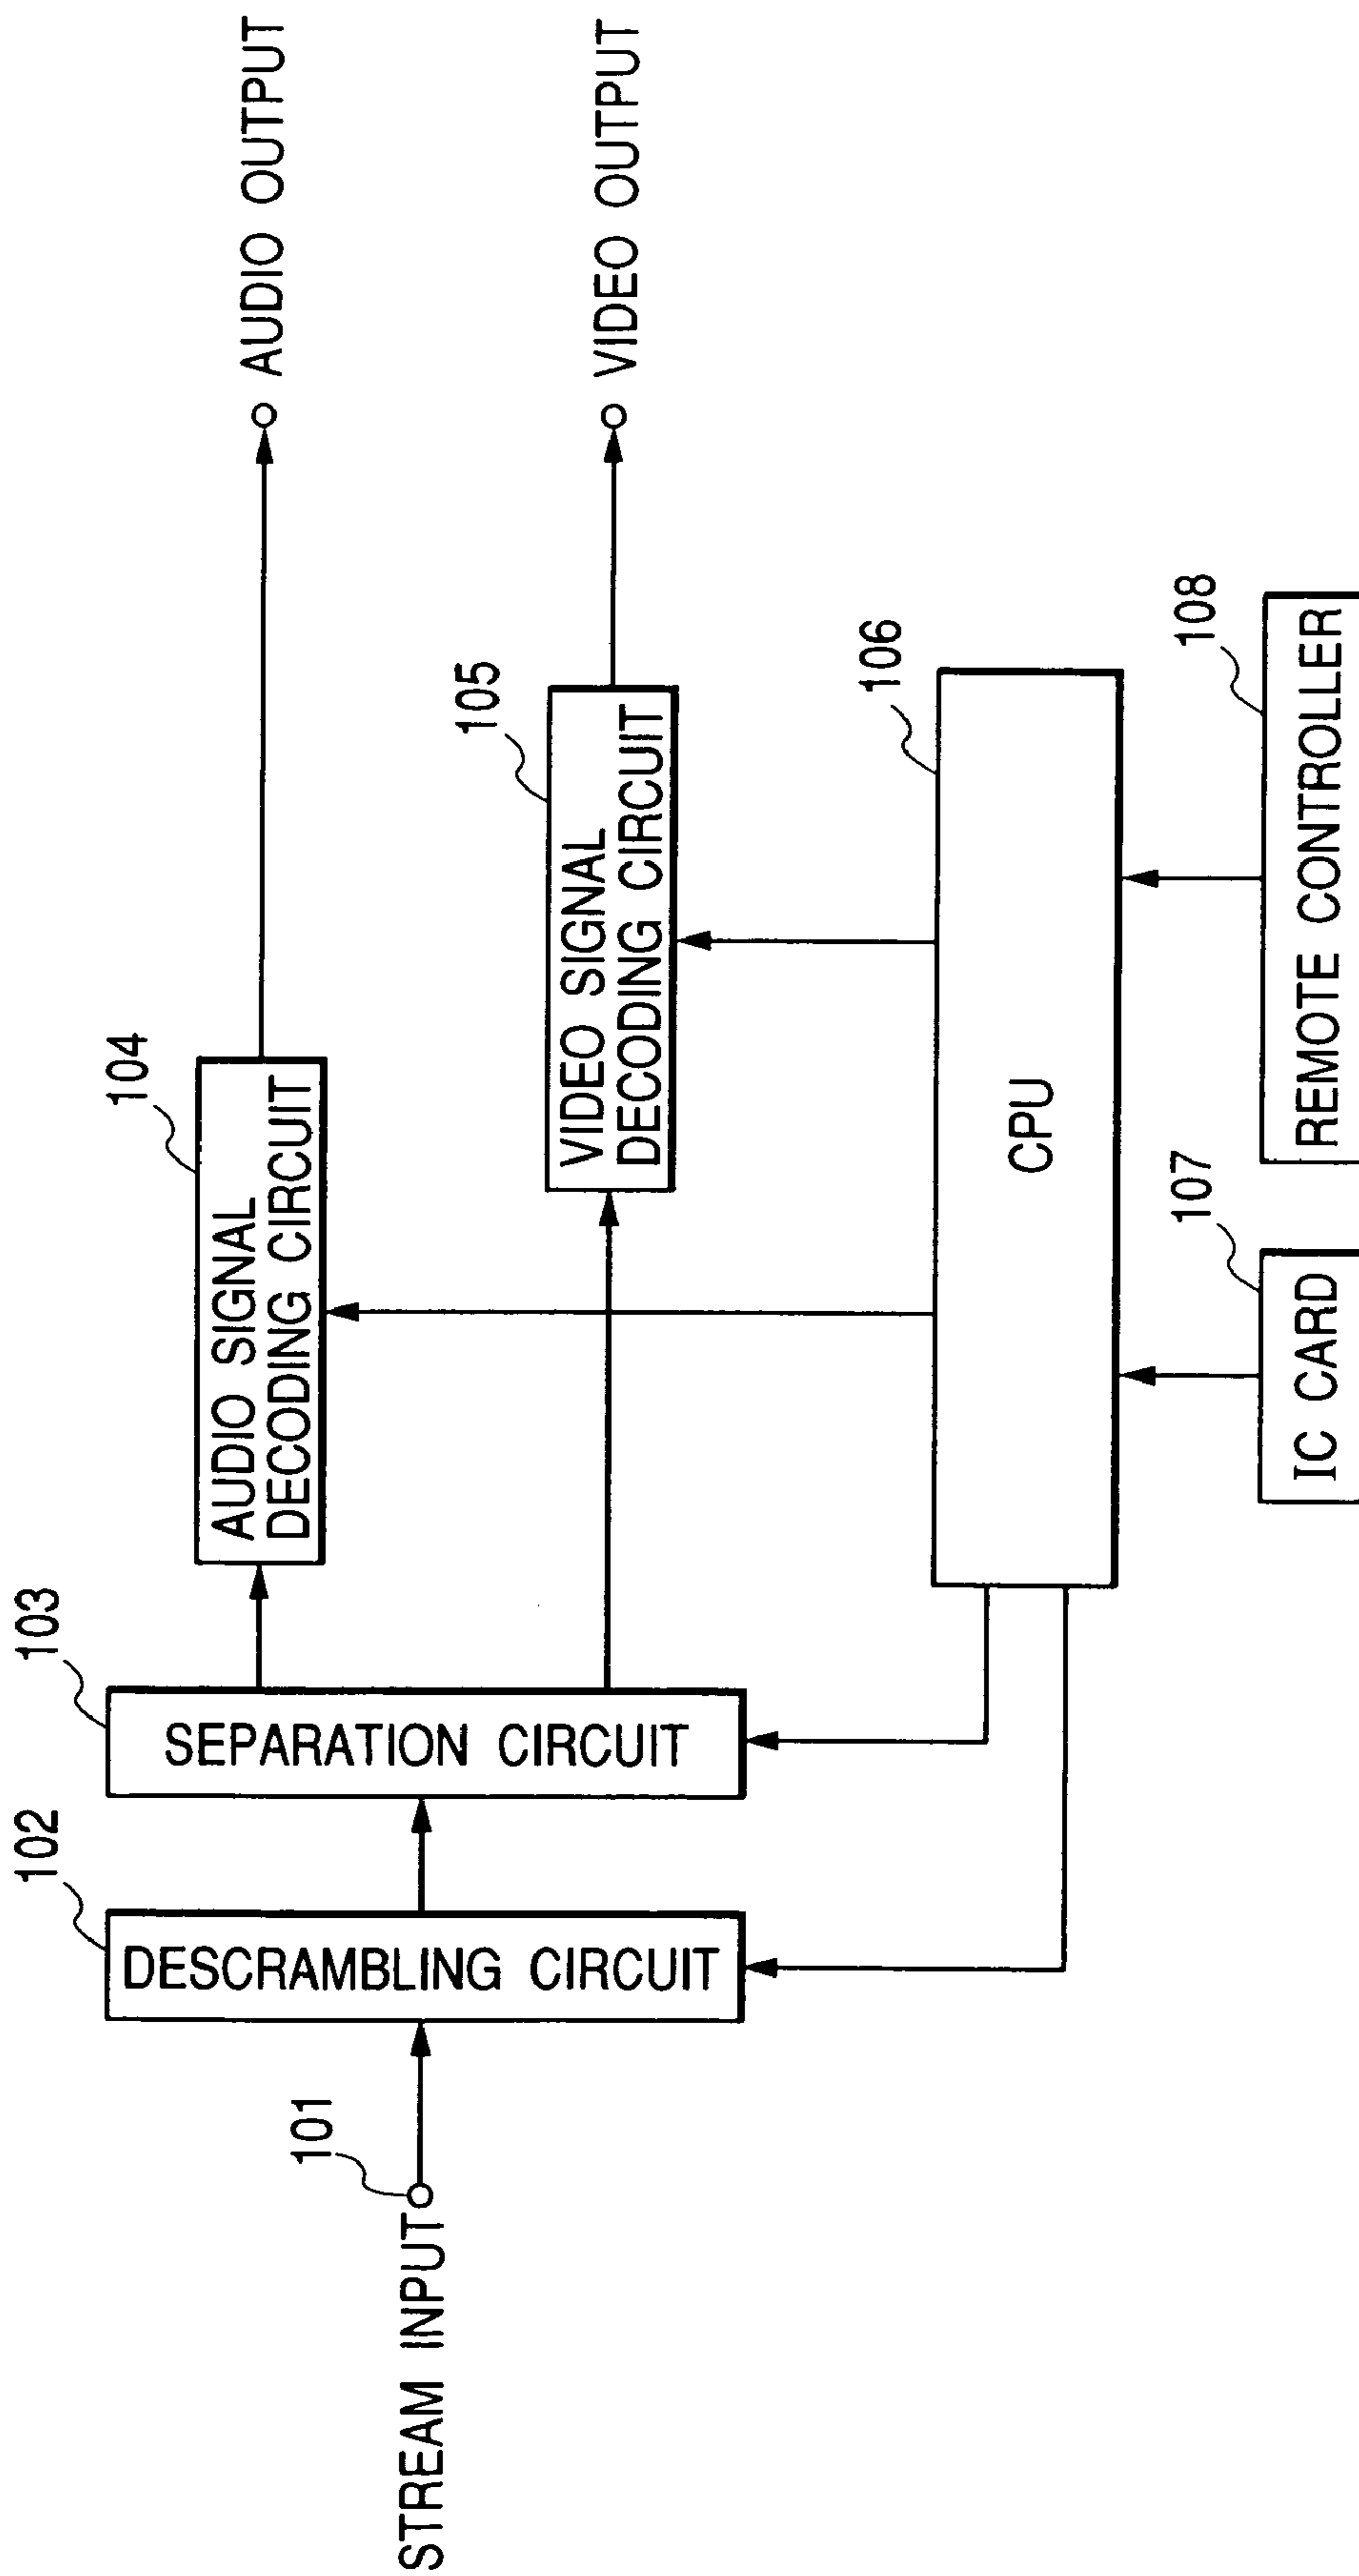 STREAM INPUT
101
102
DESCRAMBLING CIRCUIT
103
SEPARATION CIRCUIT
104
AUDIO SIGNAL
DECODING CIRCUIT
AUDIO OUTPUT
105
VIDEO SIGNAL
DECODING CIRCUIT
VIDEO OUTPUT
106
CPU
107
IC CARD
108
REMOTE CONTROLLER